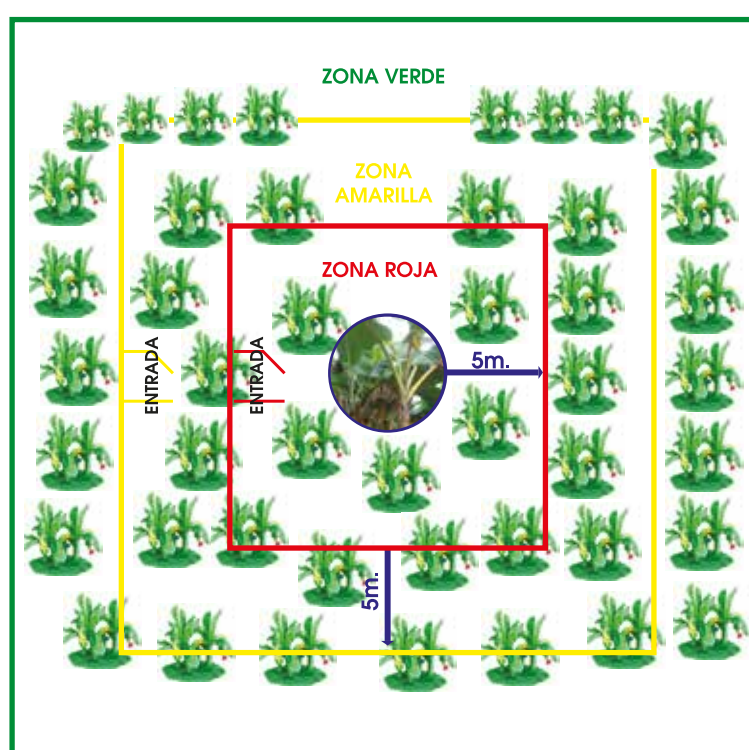 ZONA VERDE
ZONA
AMARILLA
ZONA ROJA
ENTRADA
ENTRADA
5m.
5m.